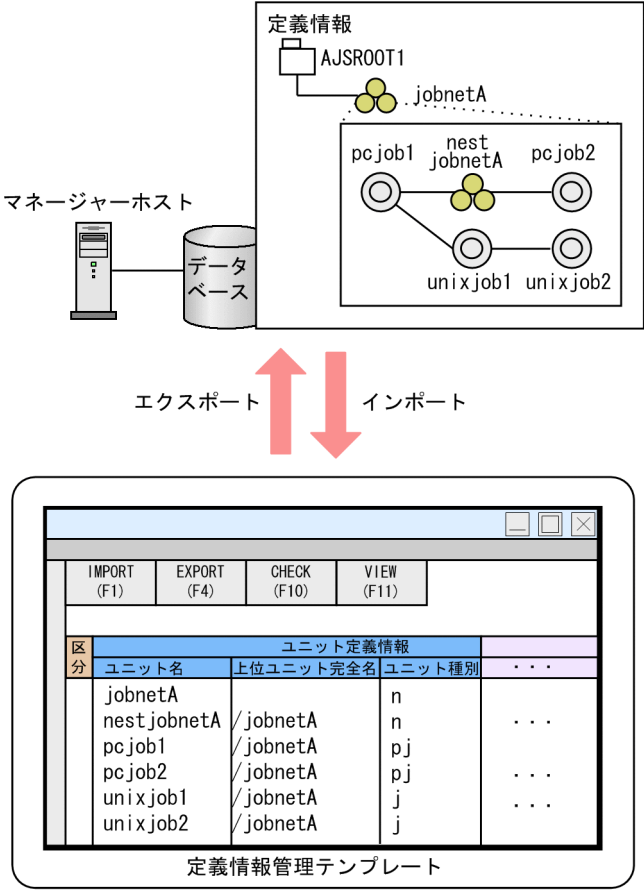 定義情報
AJSROOT1
jobnetA
pcjob1
nest
jobnetA
pcjob2
unixjob1
unixjob2
マネージャーホスト
データ
ベース
エクスポート
インポート
IMPORT
(F1)
EXPORT
(F4)
CHECK
(F10)
VIEW
(F11)
区分
ユニット定義情報
ユニット名 上位ユニット完全名 ユニット種別 ・・・
jobnetA n
nestjobnetA /jobnetA n ・・・
pcjob1 /jobnetA pj
pcjob2 /jobnetA pj ・・・
unixjob1 /jobnetA j ・・・
unixjob2 /jobnetA j
定義情報管理テンプレート